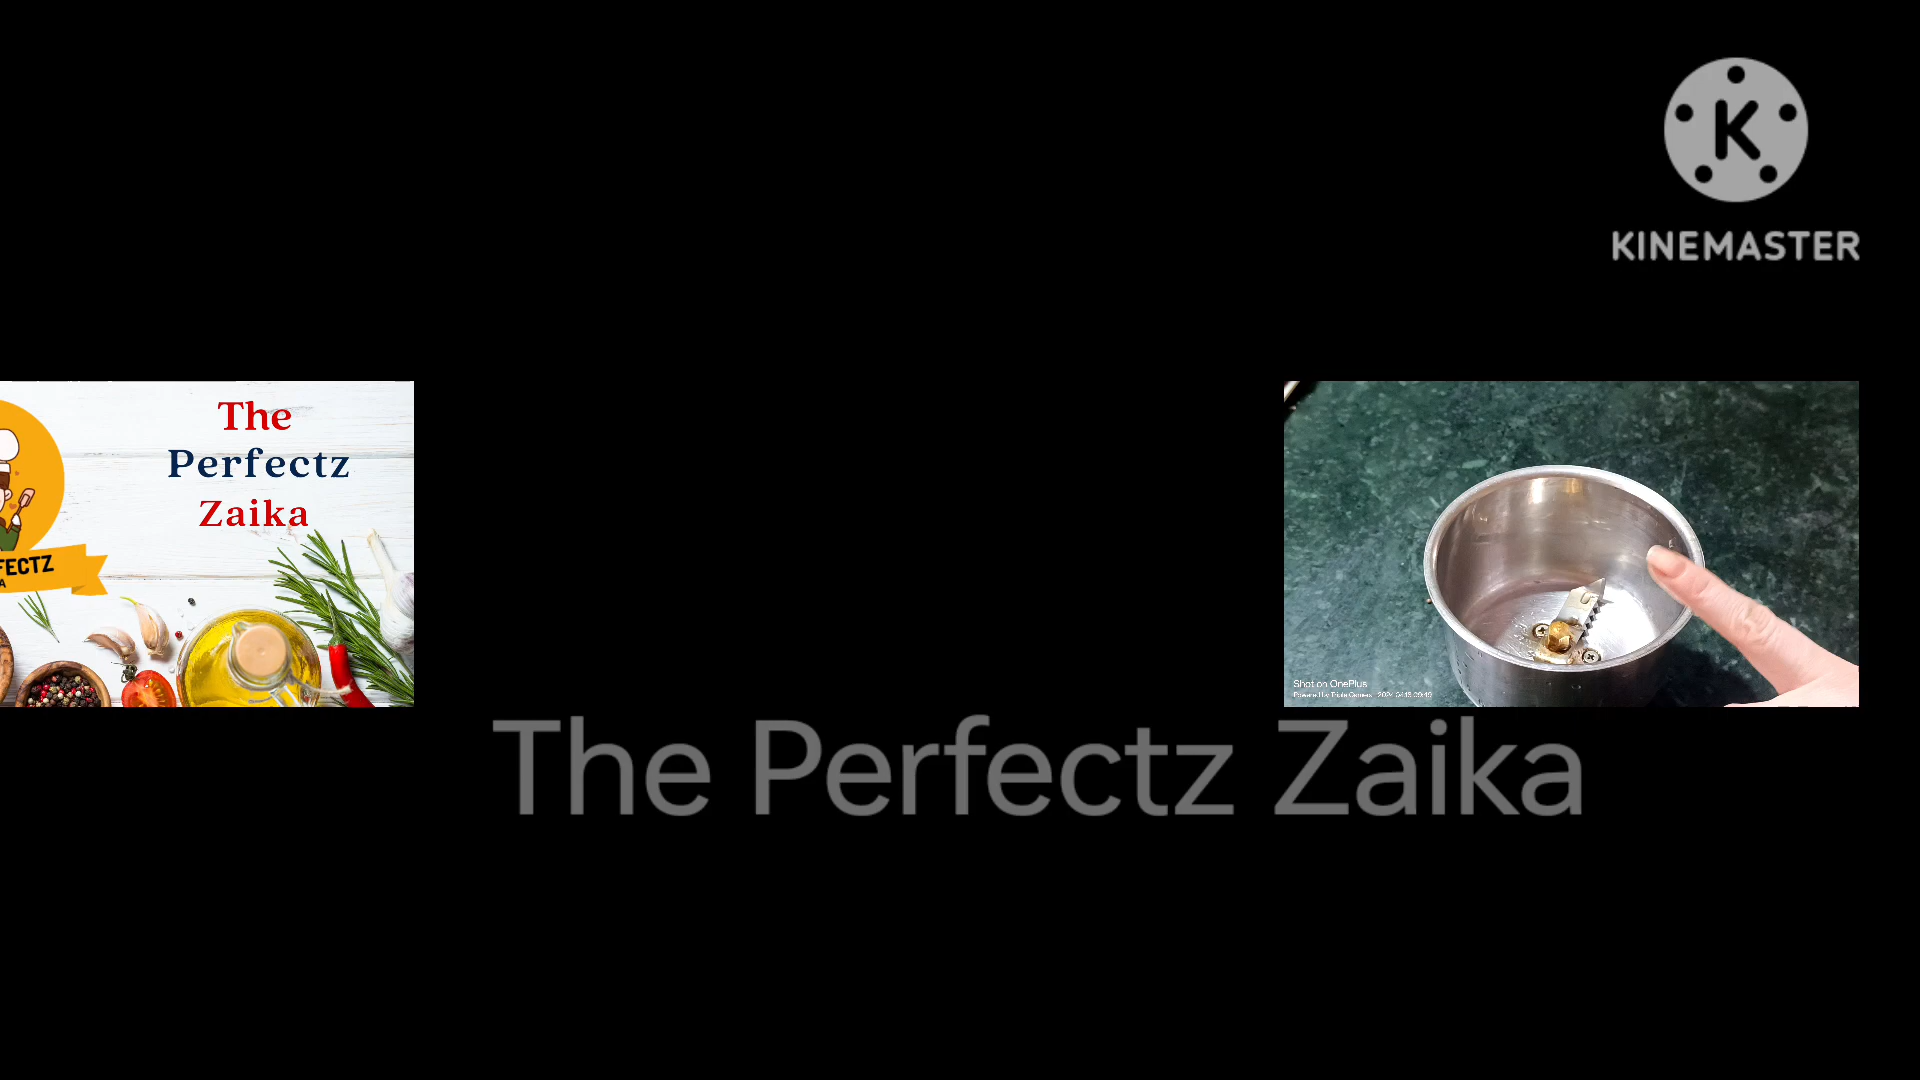 K
KINEMASTER
The
Perfectz
Zaika
FECTZ
A
Shot on OnePlus
The Perfectz Zaika